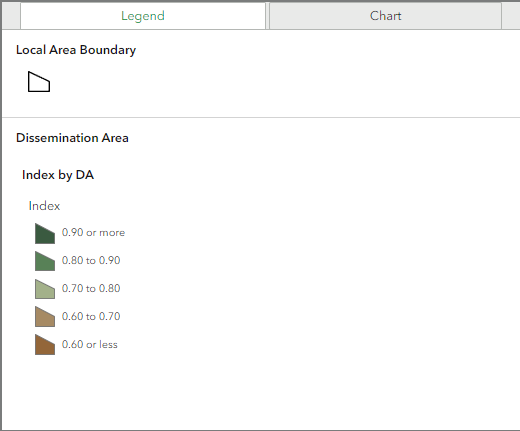 Legend
Chart
Local Area Boundary
Dissemination Area
Index by DA
Index
0.90 or more
0.80 to 0.90
0.70 to 0.80
0.60 to 0.70
0.60 or less